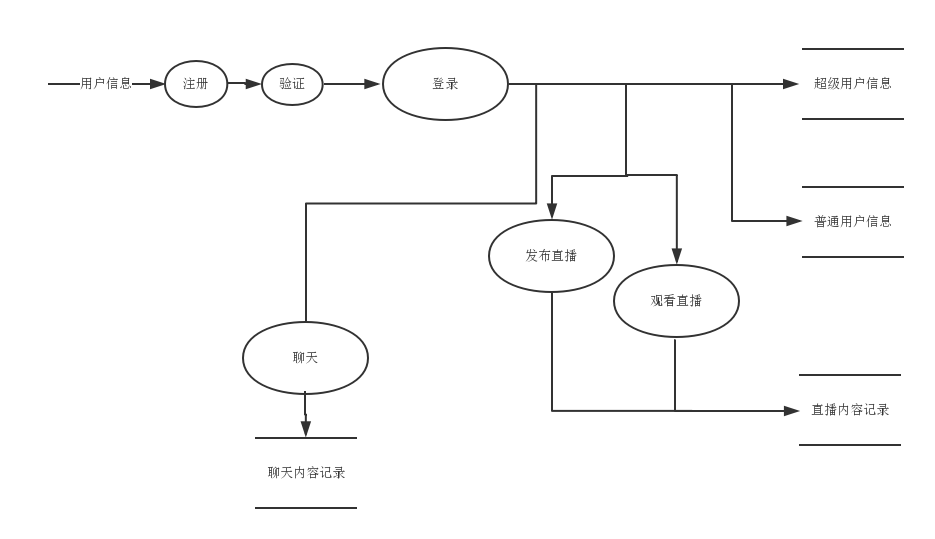 用户信息
注册
验证
登录
超级用户信息
普通用户信息
发布直播
观看直播
聊天
直播内容记录
聊天内容记录